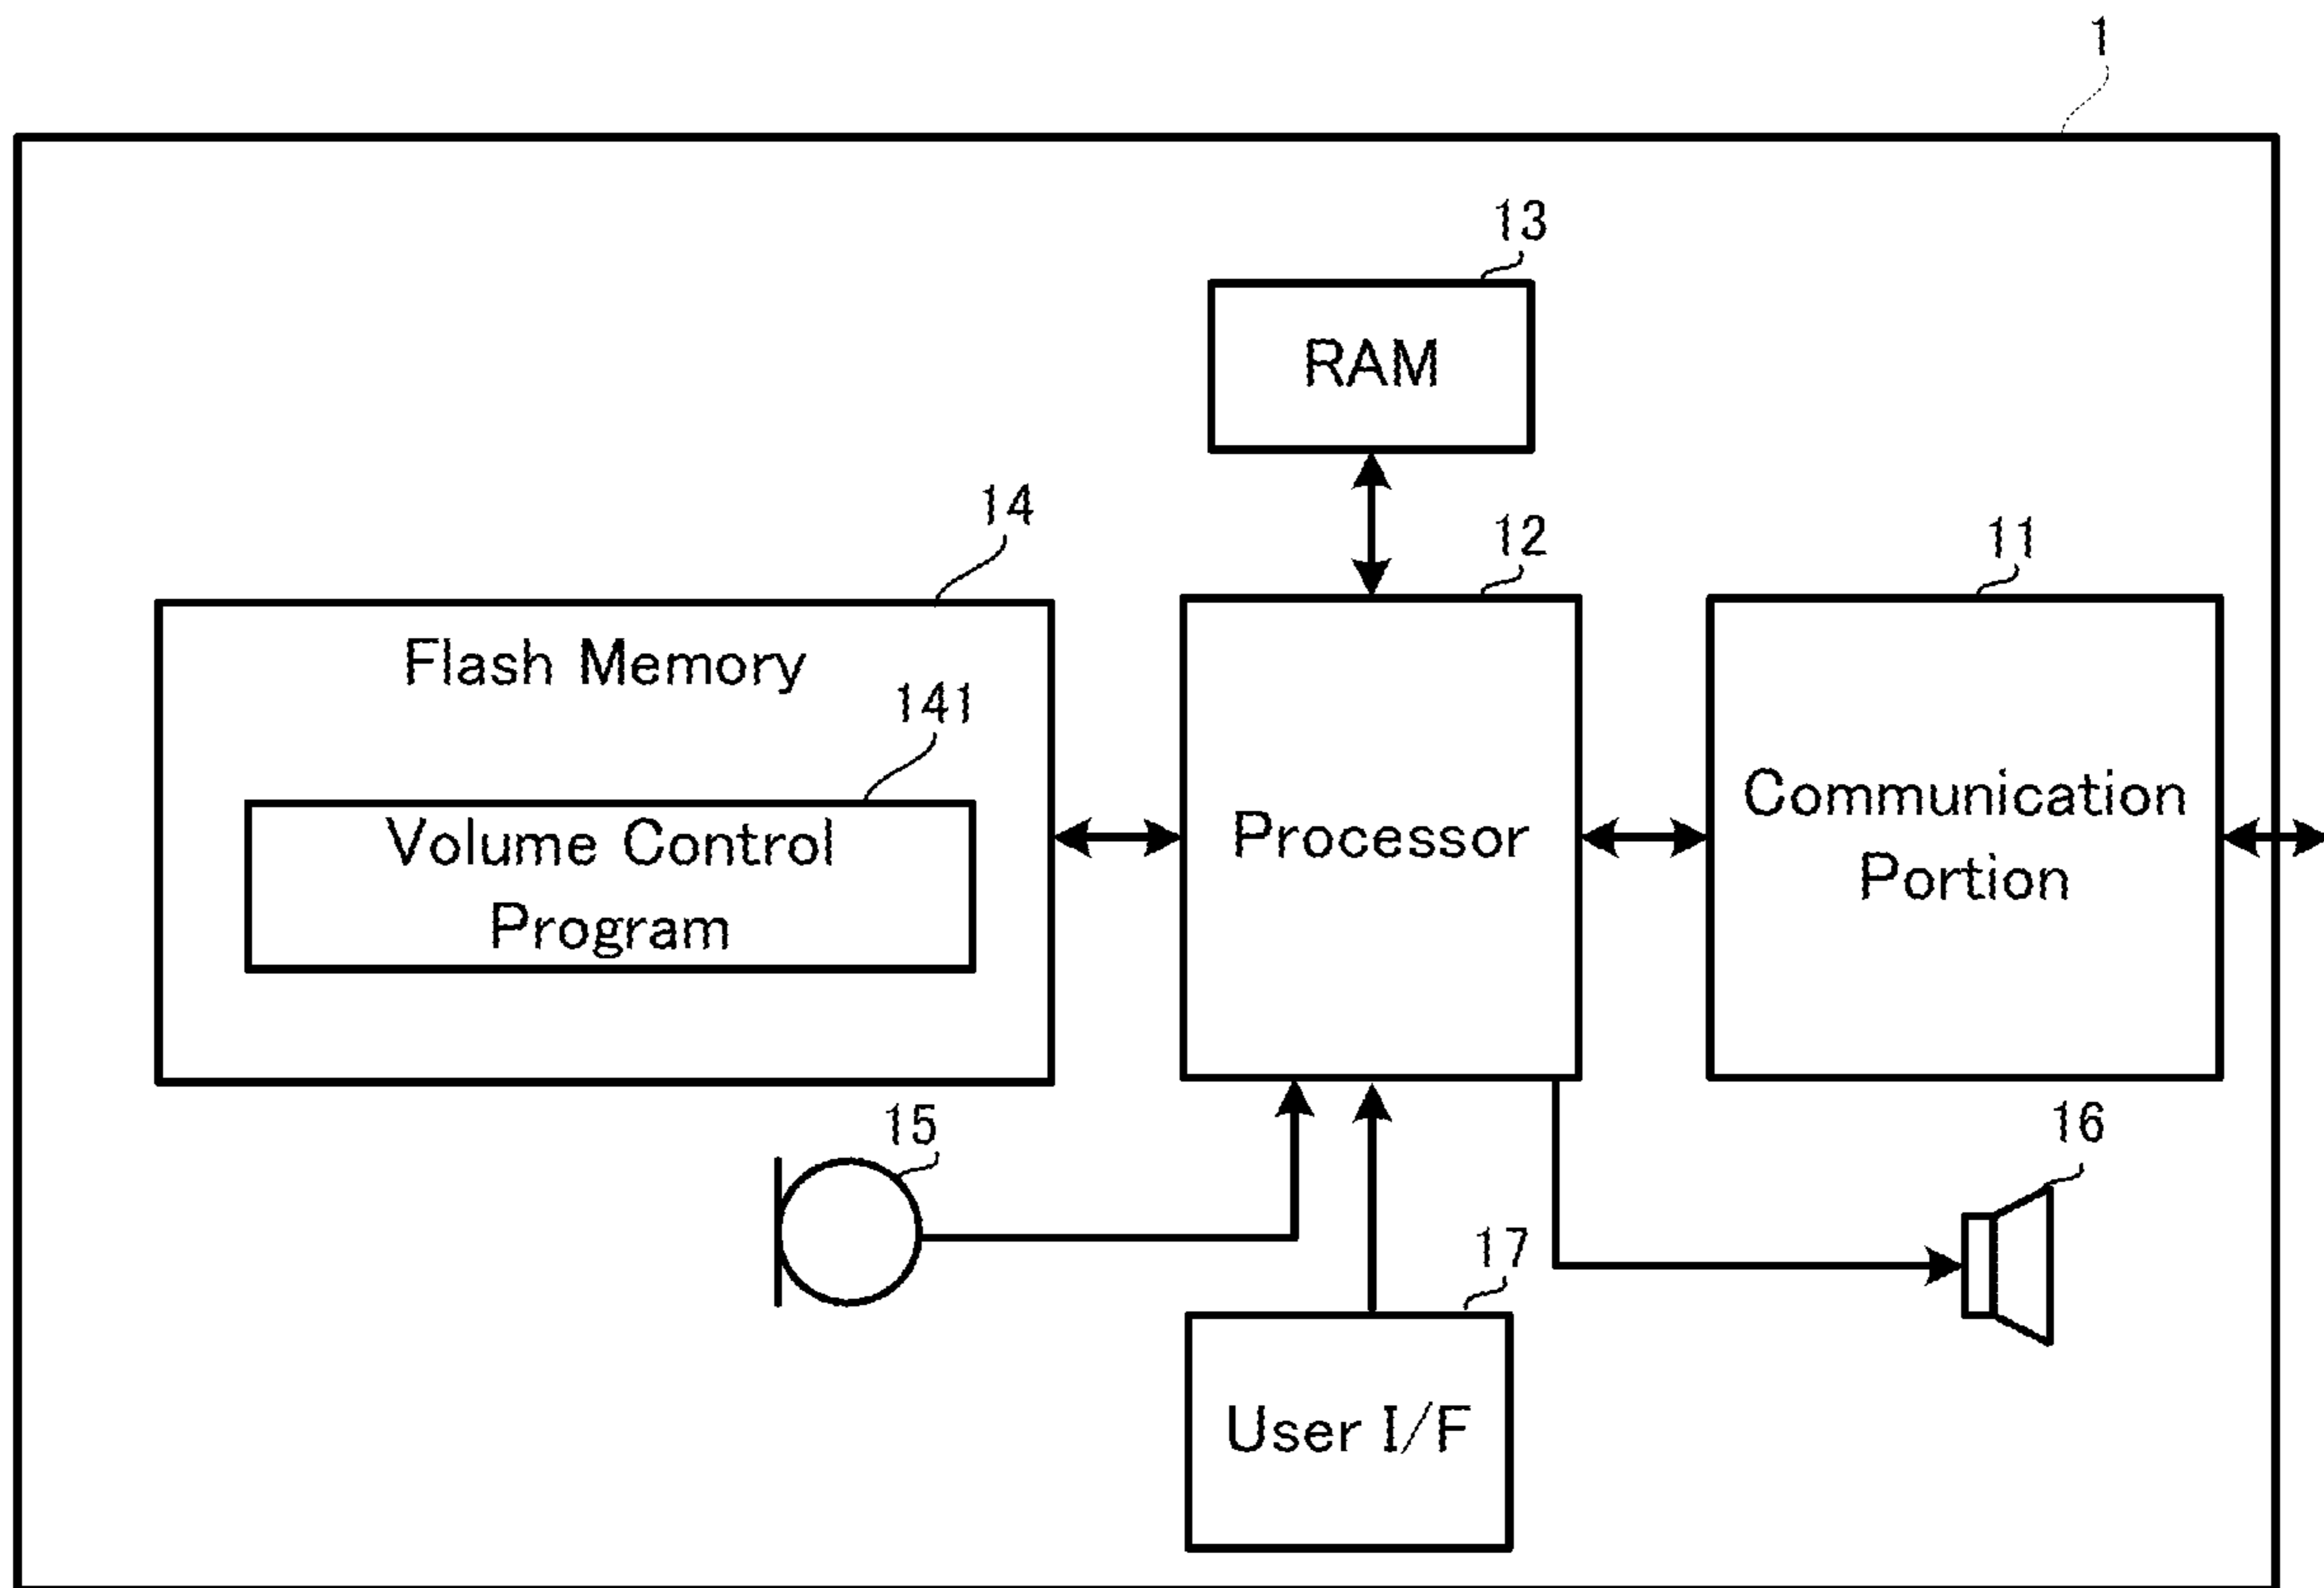 1
13
RAM
14
12
11
Flash Memory
141
Volume Control
Program
Processor
Communication
Portion
15
16
17
User I/F